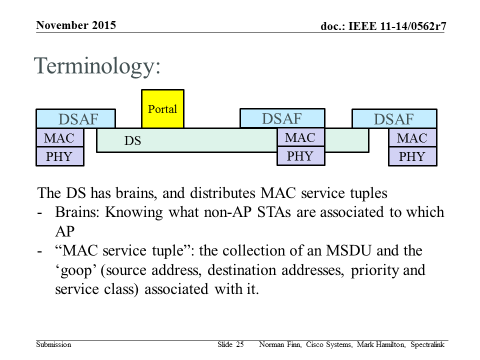 November 2015 doc.: IEEE 11-14/0562r7
Terminology:
Portal
DSAF DSAF DSAF
MAC DS MAC MAC
PHY PHY PHY
The DS has brains, and distributes MAC service tuples
- Brains: Knowing what non-AP STAs are associated to which
AP
- “MAC service tuple”: the collection of an MSDU and the
‘goop’ (source address, destination addresses, priority and
service class) associated with it.
Submission Slide 25 Norman Finn, Cisco Systems, Mark Hamilton, Spectralink